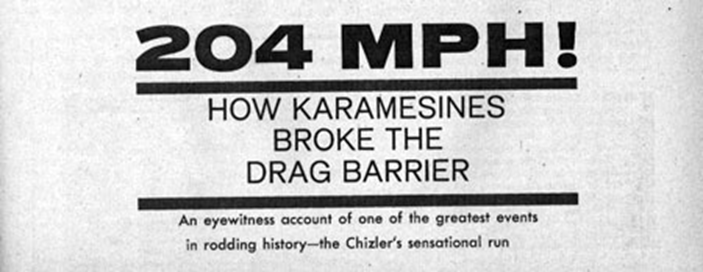 204 MPH!
HOW KARAMESINES
BROKE THE
DRAG BARRIER
An eyewitness account of one of the greatest events
in rodding history—the Chizler's sensational run